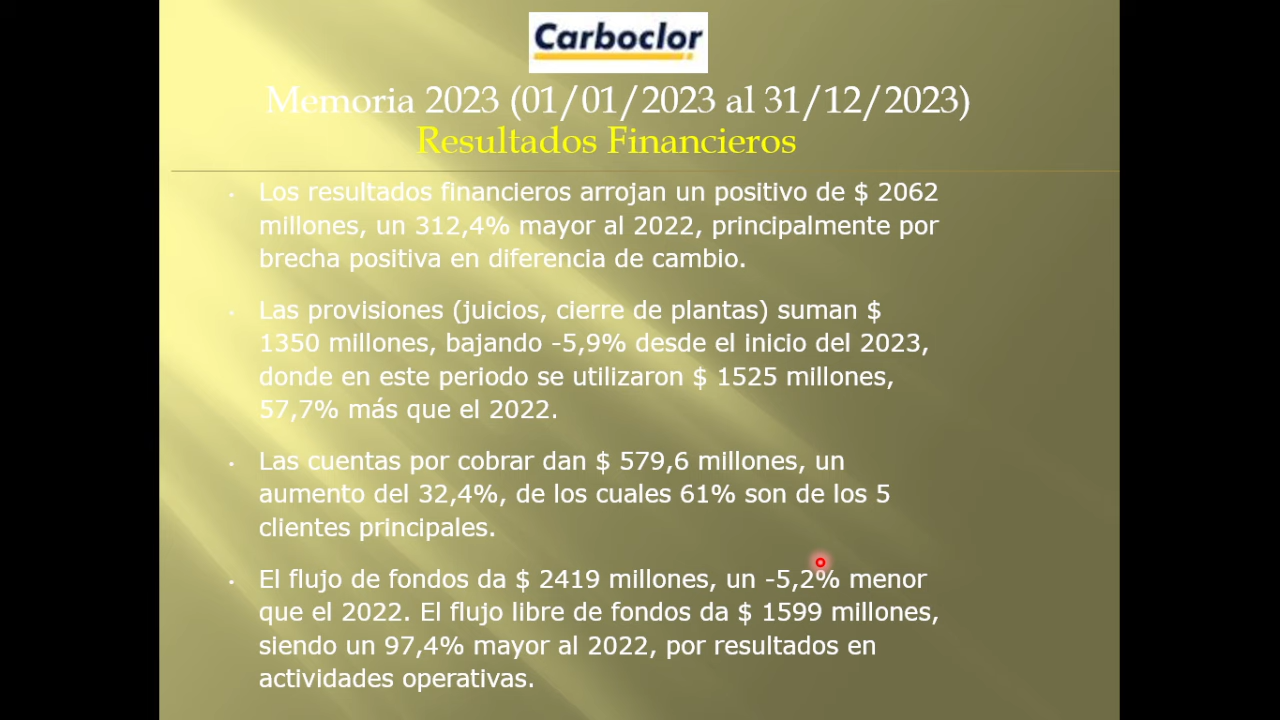 Carboclor
Memoria 2023 (01/01/2023 al 31/12/2023)
Resultados Financieros
• Los resultados financieros arrojan un positivo de $ 2062
millones, un 312,4% mayor al 2022, principalmente por
brecha positiva en diferencia de cambio.
• Las provisiones (juicios, cierre de plantas) suman $
1350 millones, bajando -5,9% desde el inicio del 2023,
donde en este periodo se utilizaron $ 1525 millones,
57,7% más que el 2022.
• Las cuentas por cobrar dan $ 579,6 millones, un
aumento del 32,4%, de los cuales 61% son de los 5
clientes principales.
• El flujo de fondos da $ 2419 millones, un -5,2% menor
que el 2022. El flujo libre de fondos da $ 1599 millones,
siendo un 97,4% mayor al 2022, por resultados en
actividades operativas.